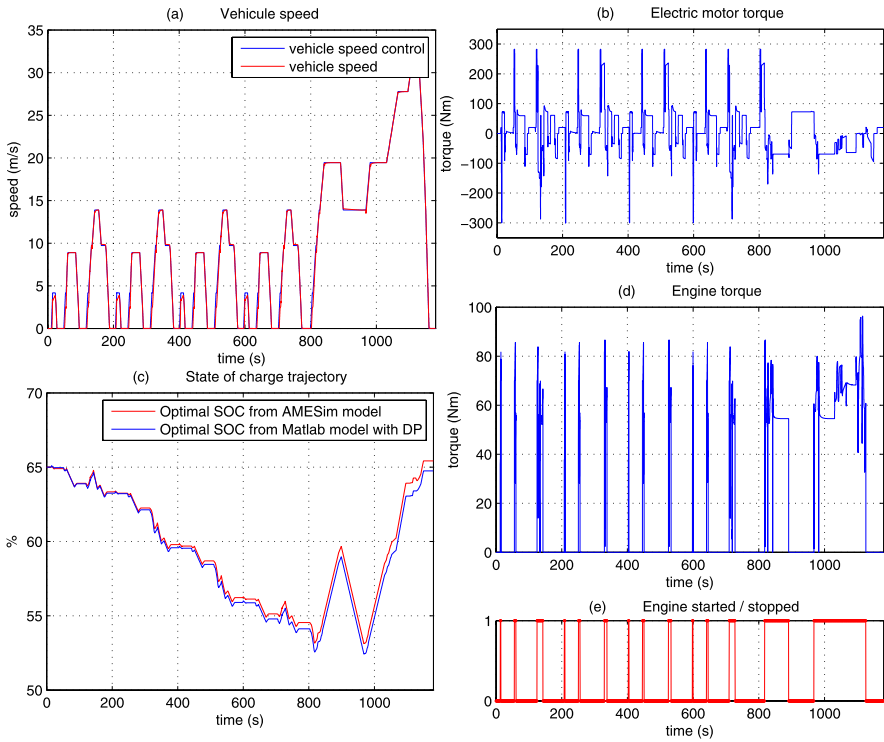 (a) Vehicule speed
35
30
25
20
15
10
5
0
speed (m/s)
vehicle speed control
vehicle speed
0 200 400 600 800 1000
time (s)
(b) Electric motor torque
300
200
100
0
−100
−200
−300
torque (Nm)
0 200 400 600 800 1000
time (s)
(c) State of charge trajectory
70
65
60
55
50
%
Optimal SOC from AMESim model
Optimal SOC from Matlab model with DP
0 200 400 600 800 1000
time (s)
(d) Engine torque
100
80
60
40
20
0
torque (Nm)
0 200 400 600 800 1000
time (s)
(e) Engine started / stopped
1
0
0 200 400 600 800 1000
time (s)